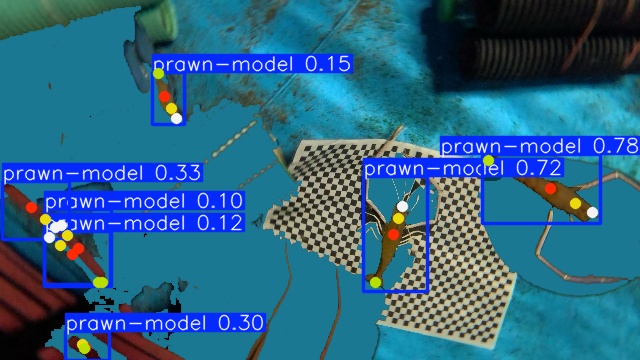 prawn-model 0.15
prawn-model 0.78
prawn-model 0.72
prawn-model 0.33
prawn-model 0.10
prawn-model 0.12
prawn-model 0.30